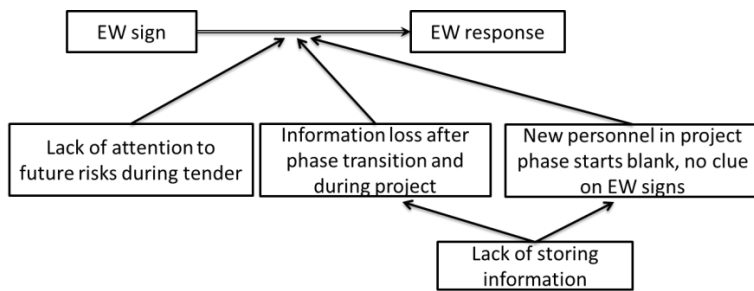 EW sign
EW response
Lack of attention to
future risks during tender
Information loss after
phase transition and
during project
New personnel in project
phase starts blank, no clue
on EW signs
Lack of storing
information